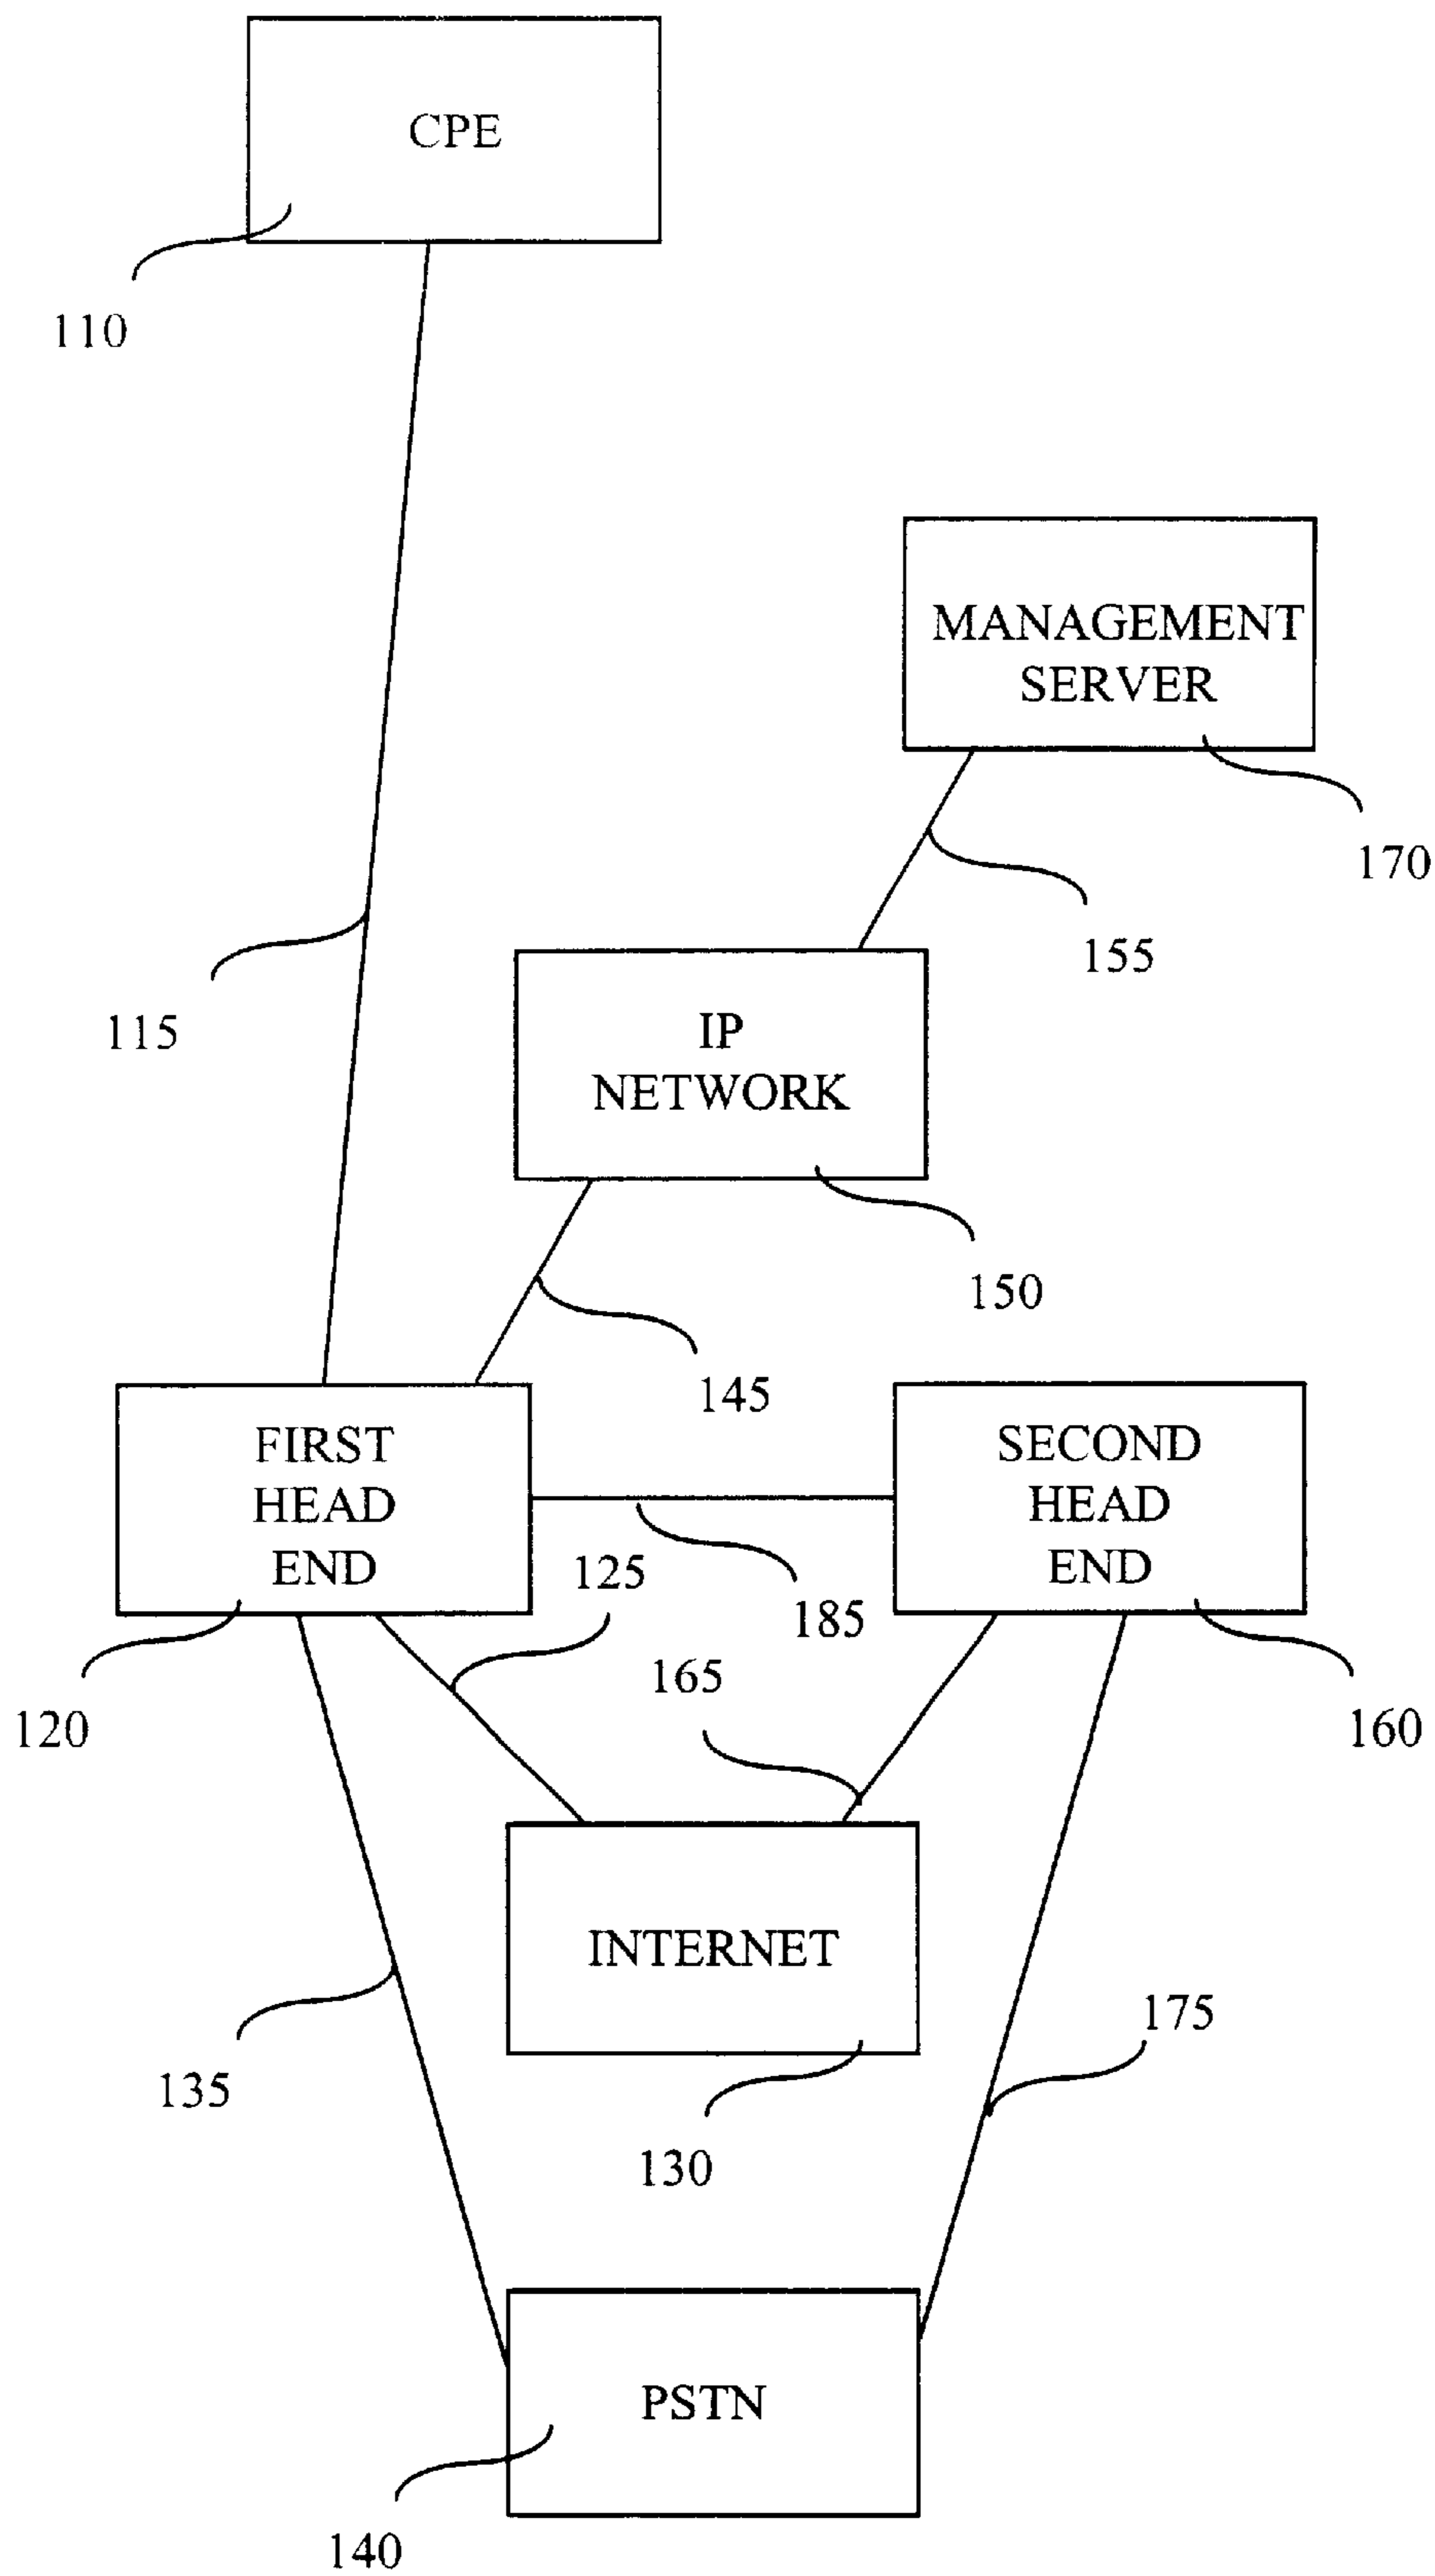 CPE
110
MANAGEMENT
SERVER
170
155
IP
NETWORK
115
150
145
FIRST
HEAD
END
SECOND
HEAD
END
125
185
165
120
160
INTERNET
175
135
130
PSTN
140